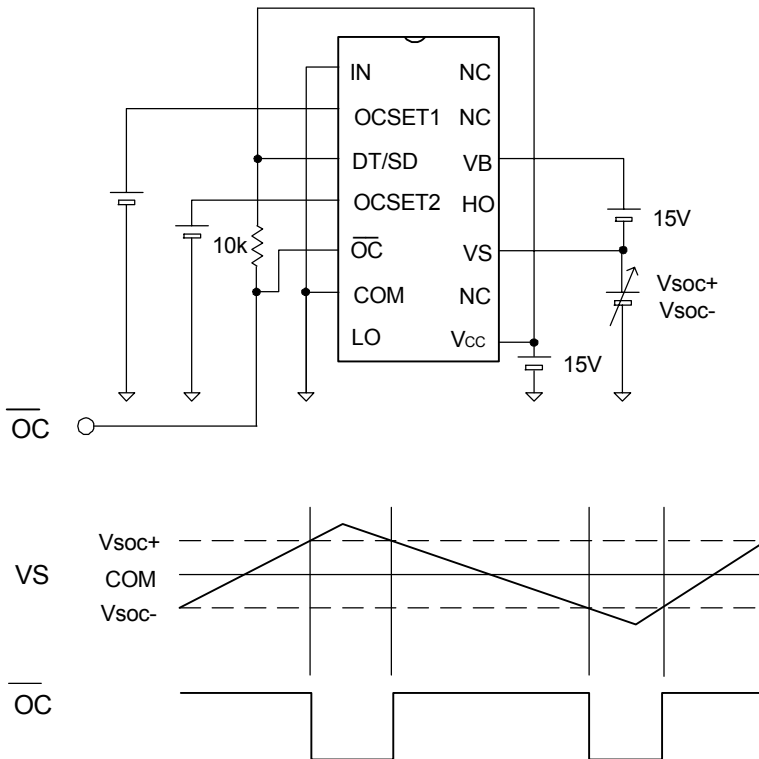 IN NC
OCSET1 NC
DT/SD VB
OCSET2 HO
15V
10k
OC VS
Vsoc+
Vsoc-
COM NC
LO Vcc
15V
OC
Vsoc+
VS
COM
Vsoc-
OC